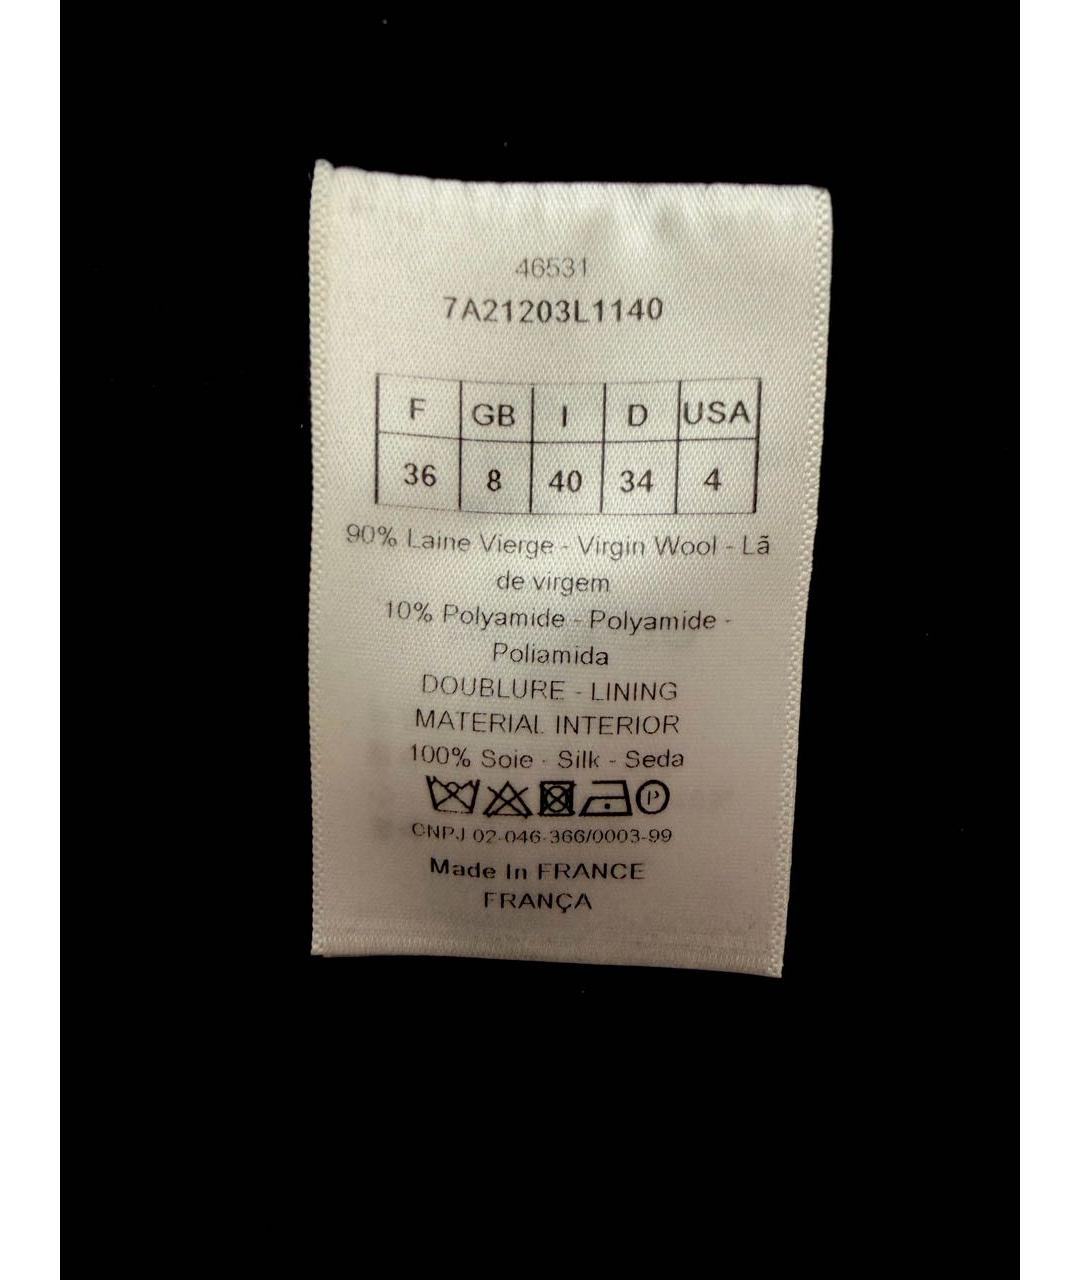 46531
7A21203L1140
F GB I D USA
36 8 40 34 4
90% Laine Vierge - Virgin Wool - Lã
de virgem
10% Polyamide - Polyamide -
Poliamida
DOUBLURE - LINING
MATERIAL INTERIOR
100% Soie - Silk - Seda
P
CNPJ 02-046-366/0003-99
Made In FRANCE
FRANÇA